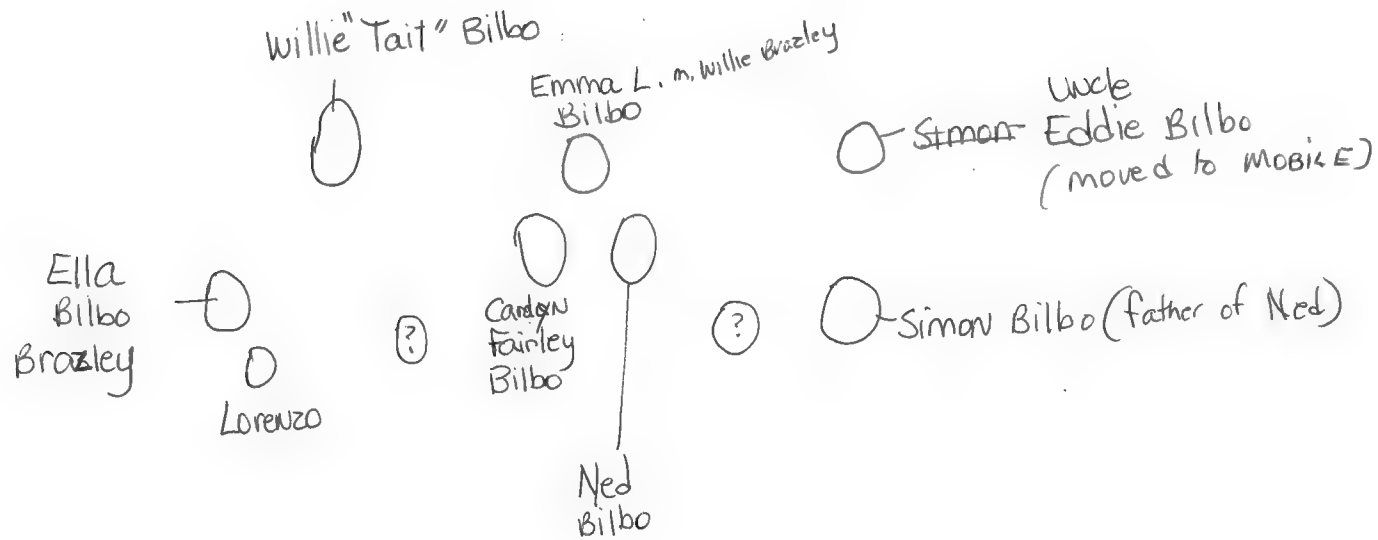 Willie "Tait" Bilbo
Emma L. m. Willie Brazley
Bilbo
Uncle
Simon Eddie Bilbo
(moved to MOBILE)
Ella
Bilbo
Brazley
Lorenzo
?
Fairley
Bilbo
Ned
Bilbo
?
Simon Bilbo (father of Ned)